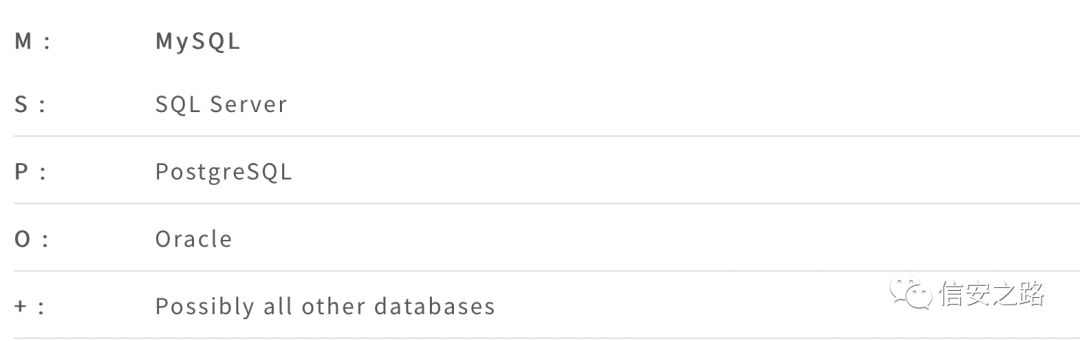 M : MySQL
S : SQL Server
P : PostgreSQL
O : Oracle
+ : Possibly all other databases
信安之路